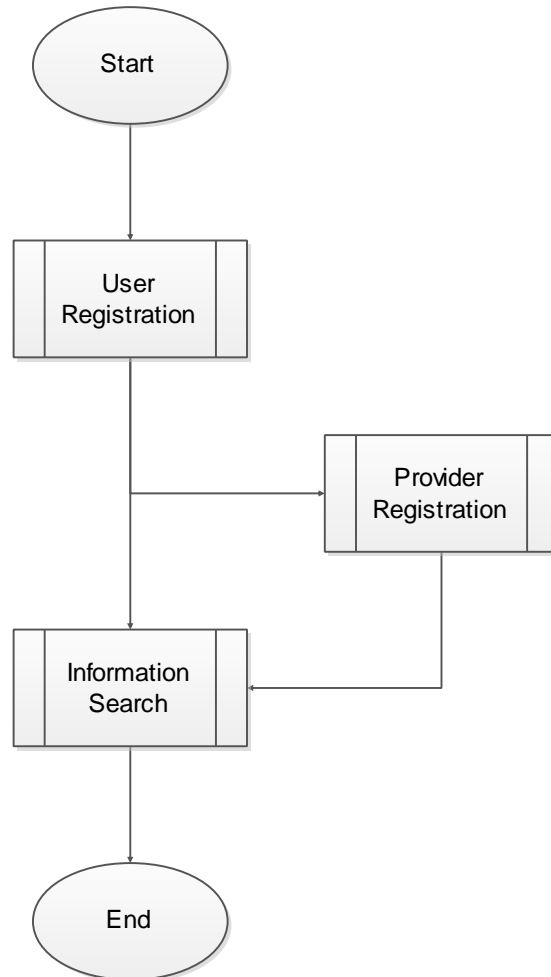 Start
User
Registration
Provider
Registration
Information
Search
End